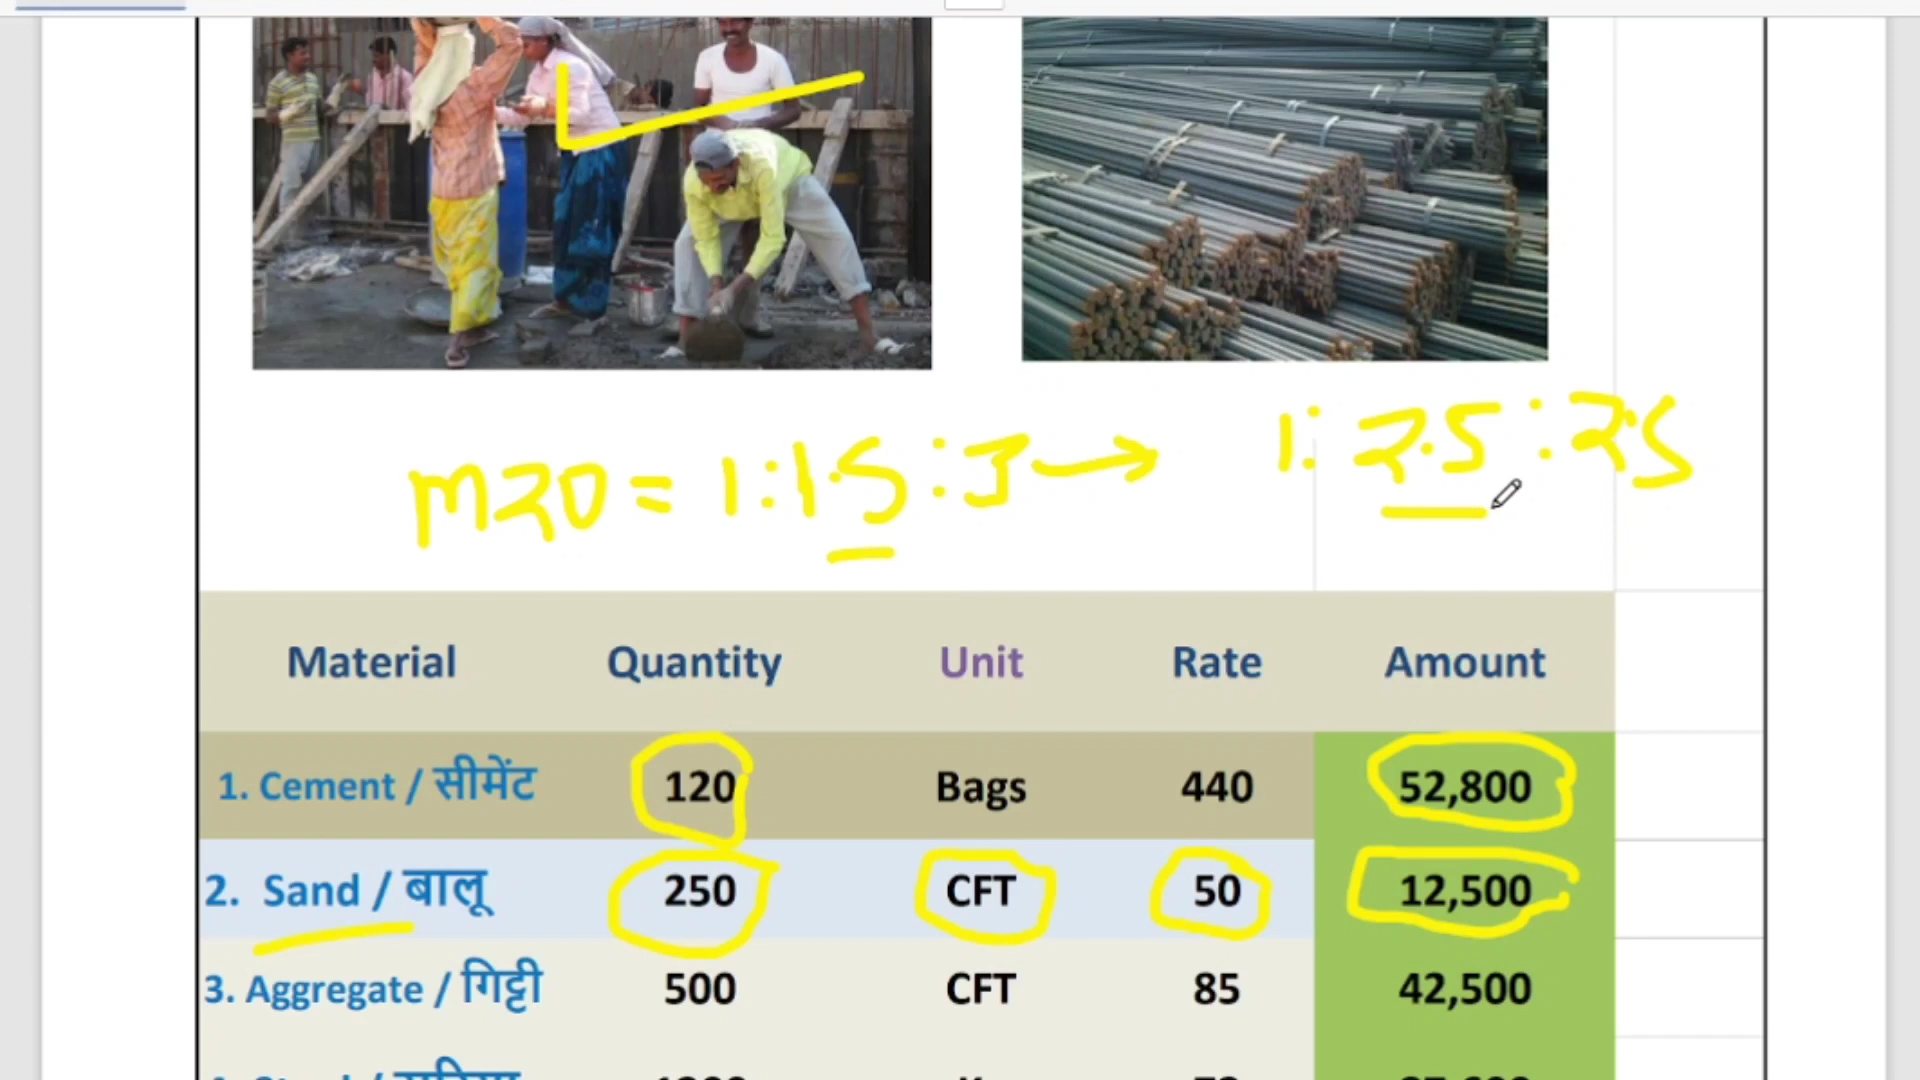 M20 = 1:1.5:3 → 1:2.5:2.5
Material Quantity Unit Rate Amount
1. Cement / सीमेंट 120 Bags 440 52,800
2. Sand / बालू 250 CFT 50 12,500
3. Aggregate / गिट्टी 500 CFT 85 42,500